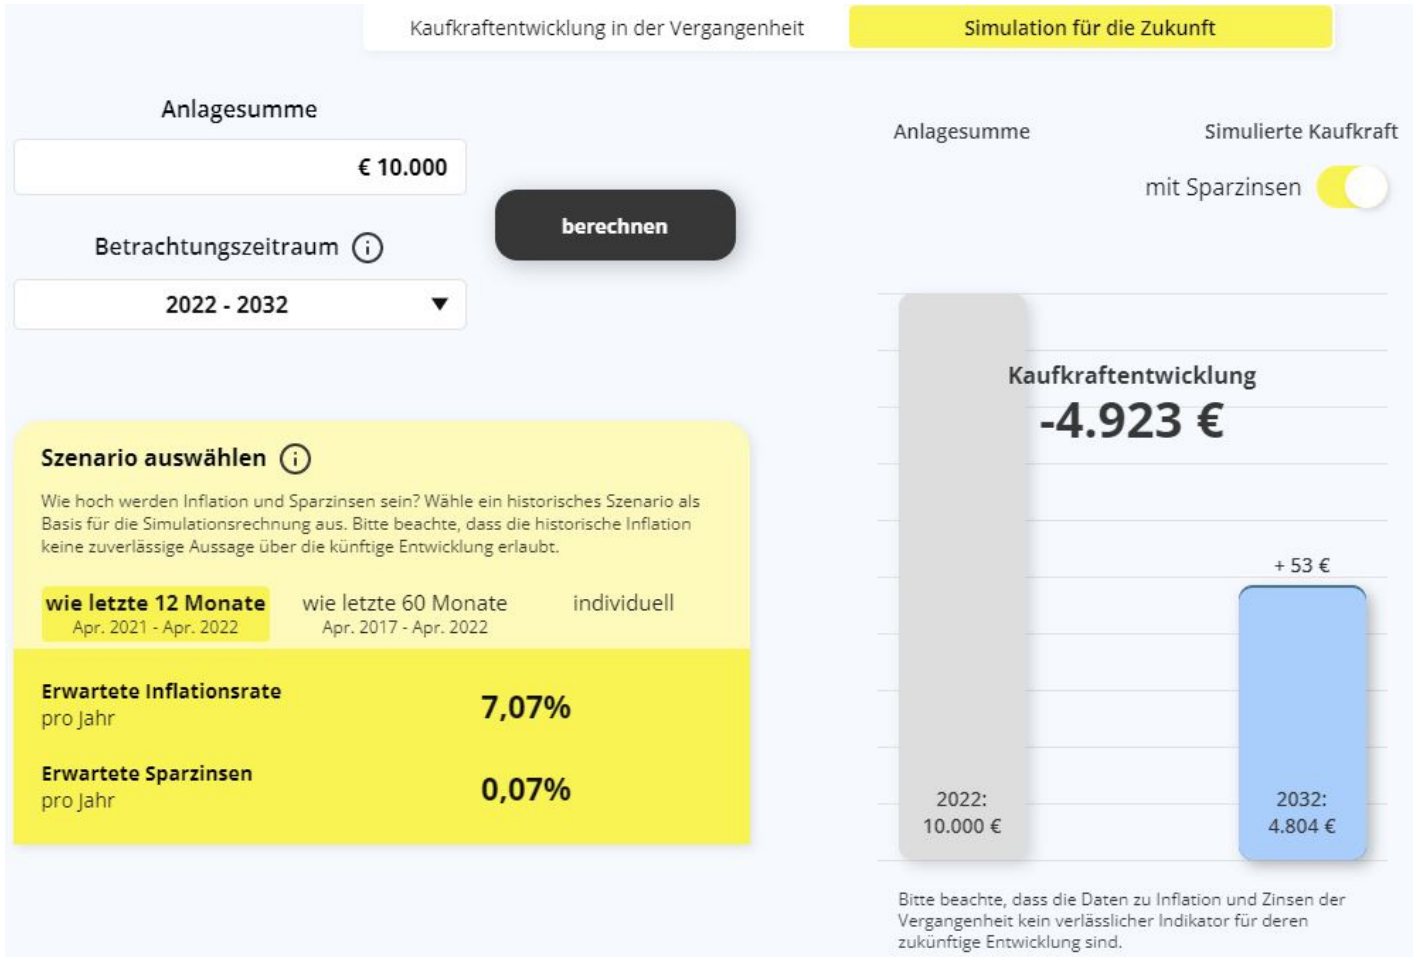 Kaufkraftentwicklung in der Vergangenheit
Simulation für die Zukunft
Anlagesumme
€ 10.000
berechnen
Betrachtungszeitraum
2022 - 2032
Szenario auswählen
Wie hoch werden Inflation und Sparzinsen sein? Wähle ein historisches Szenario als
Basis für die Simulationsrechnung aus. Bitte beachte, dass die historische Inflation
keine zuverlässige Aussage über die künftige Entwicklung erlaubt.
wie letzte 12 Monate
Apr. 2021 - Apr. 2022
wie letzte 60 Monate
Apr. 2017 - Apr. 2022
individuell
Erwartete Inflationsrate
pro Jahr
7,07%
Erwartete Sparzinsen
pro Jahr
0,07%
Anlagesumme
Simulierte Kaufkraft
mit Sparzinsen
Kaufkraftentwicklung
-4.923 €
+ 53 €
2022:
10.000 €
2032:
4.804 €
Bitte beachte, dass die Daten zu Inflation und Zinsen der
Vergangenheit kein verlässlicher Indikator für deren
zukünftige Entwicklung sind.